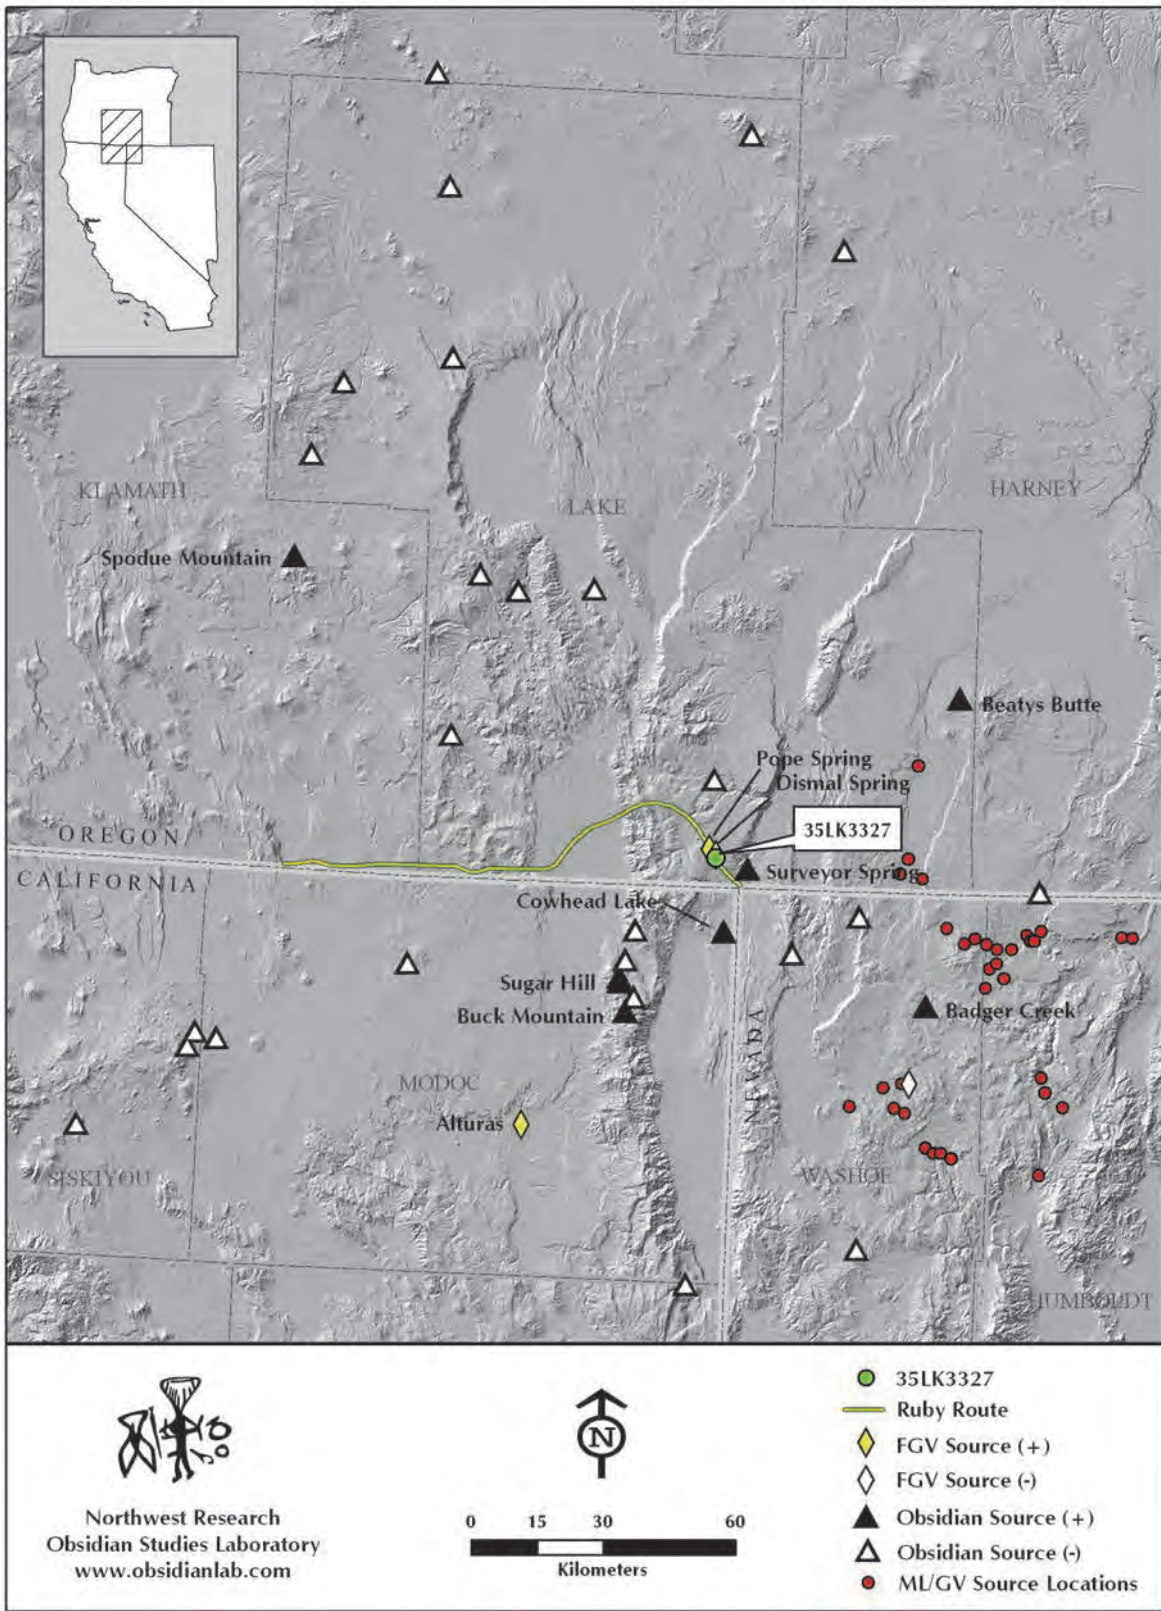 KLAMATH
LAKE
HARNEY
Spodue Mountain
Beatys Butte
Pope Spring
Dismal Spring
35LK3327
OREGON
CALIFORNIA
Surveyor Spring
Cowhead Lake
Sugar Hill
Buck Mountain
NEVADA
Badger Creek
MODOC
Alturas
SISKIYOU
WASHOE
HUMBOLDT
Northwest Research
Obsidian Studies Laboratory
www.obsidianlab.com
N
0 15 30 60
Kilometers
35LK3327
Ruby Route
FGV Source (+)
FGV Source (-)
Obsidian Source (+)
Obsidian Source (-)
ML/GV Source Locations